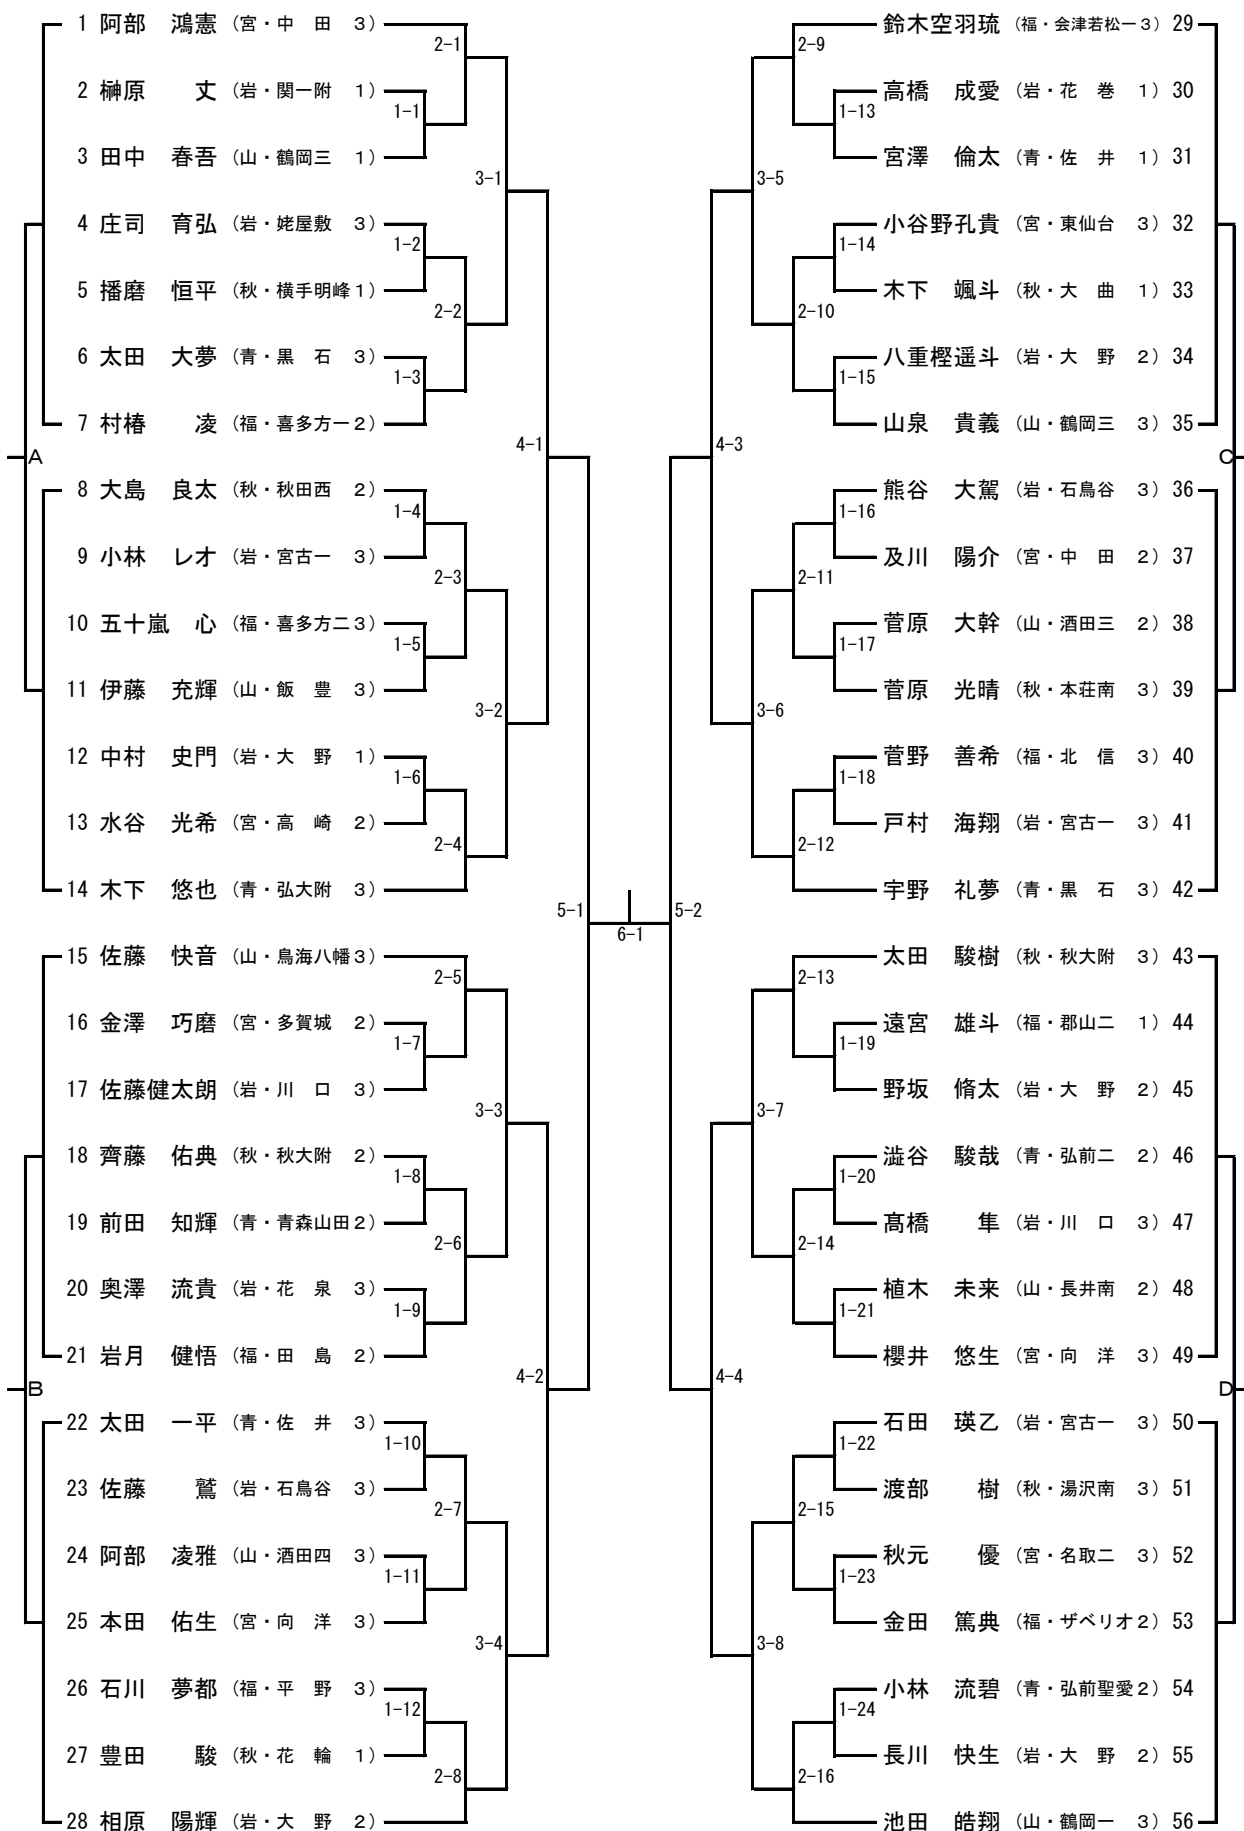 1 阿部　鴻憲 (宮・中　田　3)
2-1
2 榊原　　丈 (岩・関一附　1)
1-1
3 田中　春吾 (山・鶴岡三　1)
3-1
4 庄司　育弘 (岩・姥屋敷　3)
1-2
5 播磨　恒平 (秋・横手明峰1)
2-2
6 太田　大夢 (青・黒　石　3)
1-3
7 村椿　　凌 (福・喜多方一2)
4-1
A
8 大島　良太 (秋・秋田西　2)
1-4
9 小林　レオ (岩・宮古一　3)
2-3
10 五十嵐　心 (福・喜多方二3)
1-5
11 伊藤　充輝 (山・飯　豊　3)
3-2
12 中村　史門 (岩・大　野　1)
1-6
13 水谷　光希 (宮・高　崎　2)
2-4
14 木下　悠也 (青・弘大附　3)
5-1
6-1
15 佐藤　快音 (山・鳥海八幡3)
2-5
16 金澤　巧磨 (宮・多賀城　2)
1-7
17 佐藤健太朗 (岩・川　口　3)
3-3
18 齊藤　佑典 (秋・秋大附　2)
1-8
19 前田　知輝 (青・青森山田2)
2-6
20 奥澤　流貴 (岩・花　泉　3)
1-9
21 岩月　健悟 (福・田　島　2)
4-2
B
22 太田　一平 (青・佐　井　3)
1-10
23 佐藤　　鷲 (岩・石鳥谷　3)
2-7
24 阿部　凌雅 (山・酒田四　3)
1-11
25 本田　佑生 (宮・向　洋　3)
3-4
26 石川　夢都 (福・平　野　3)
1-12
27 豊田　　駿 (秋・花　輪　1)
2-8
28 相原　陽輝 (岩・大　野　2)
鈴木空羽琉 (福・会津若松一3) 29
2-9
高橋　成愛 (岩・花　巻　1) 30
1-13
宮澤　倫太 (青・佐　井　1) 31
3-5
小谷野孔貴 (宮・東仙台　3) 32
1-14
木下　颯斗 (秋・大　曲　1) 33
2-10
八重樫遥斗 (岩・大　野　2) 34
1-15
山泉　貴義 (山・鶴岡三　3) 35
4-3
C
熊谷　大駕 (岩・石鳥谷　3) 36
1-16
及川　陽介 (宮・中　田　2) 37
2-11
菅原　大幹 (山・酒田三　2) 38
1-17
菅原　光晴 (秋・本荘南　3) 39
3-6
菅野　善希 (福・北　信　3) 40
1-18
戸村　海翔 (岩・宮古一　3) 41
2-12
宇野　礼夢 (青・黒　石　3) 42
5-2
太田　駿樹 (秋・秋大附　3) 43
2-13
遠宮　雄斗 (福・郡山二　1) 44
1-19
野坂　脩太 (岩・大　野　2) 45
3-7
澁谷　駿哉 (青・弘前二　2) 46
1-20
髙橋　　隼 (岩・川　口　3) 47
2-14
植木　未来 (山・長井南　2) 48
1-21
櫻井　悠生 (宮・向　洋　3) 49
4-4
D
石田　瑛乙 (岩・宮古一　3) 50
1-22
渡部　　樹 (秋・湯沢南　3) 51
2-15
秋元　　優 (宮・名取二　3) 52
1-23
金田　篤典 (福・ザベリオ2) 53
3-8
小林　流碧 (青・弘前聖愛2) 54
1-24
長川　快生 (岩・大　野　2) 55
2-16
池田　皓翔 (山・鶴岡一　3) 56